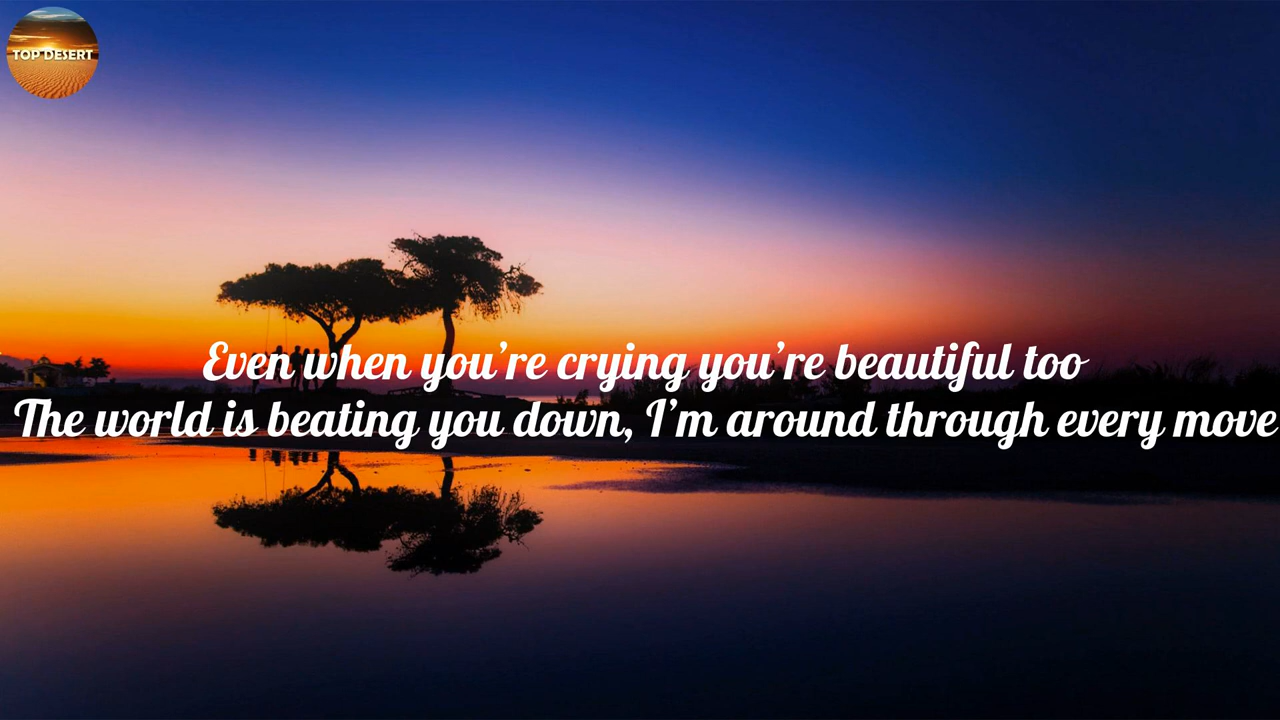 TOP DESERT
Even when you’re crying you’re beautiful too
The world is beating you down, I’m around through every move